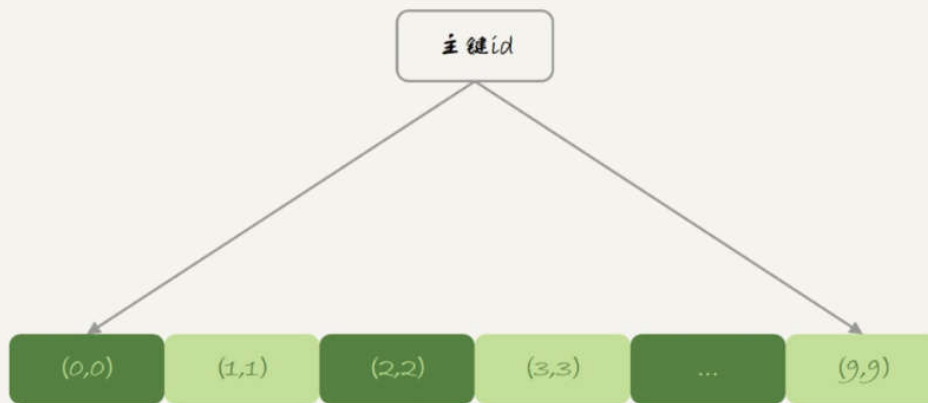 主键id
(0,0) (1,1) (2,2) (3,3) ... (9,9)